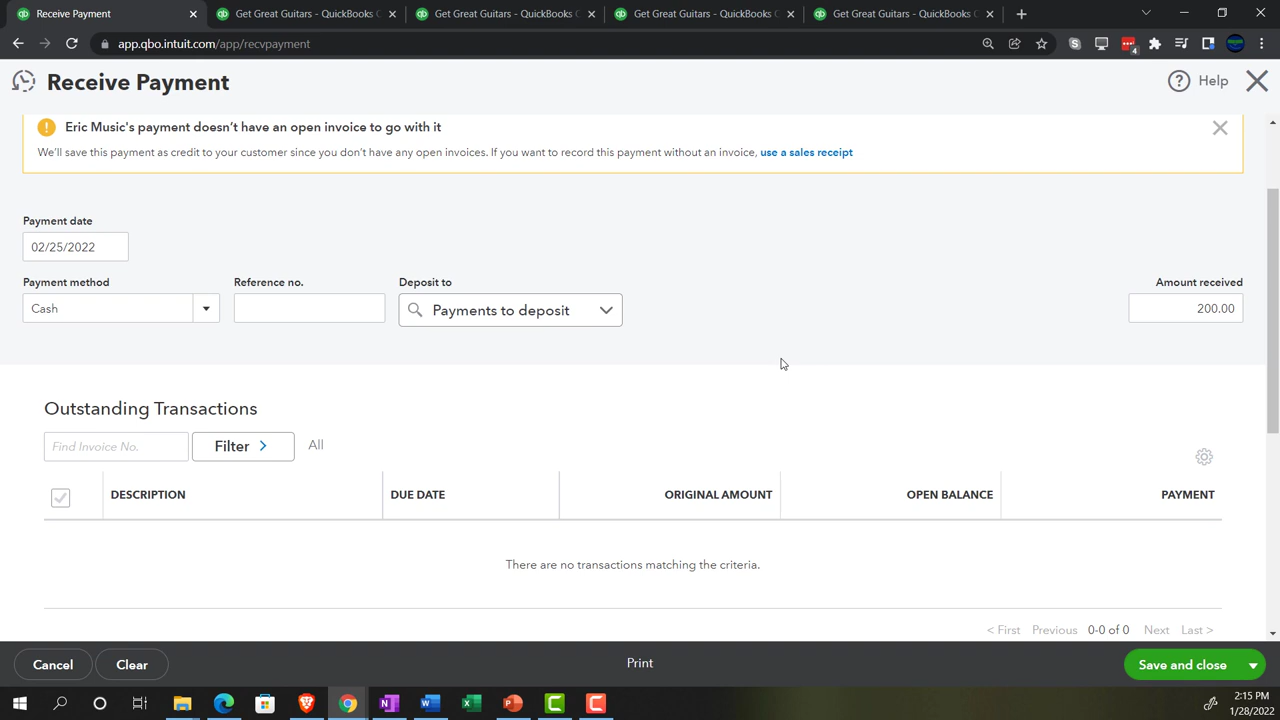 Receive Payment
Get Great Guitars - QuickBooks O
Get Great Guitars - QuickBooks O
Get Great Guitars - QuickBooks O
Get Great Guitars - QuickBooks O
app.qbo.intuit.com/app/recvpayment
4
Receive Payment
Help
Eric Music's payment doesn't have an open invoice to go with it
We'll save this payment as credit to your customer since you don't have any open invoices. If you want to record this payment without an invoice, use a sales receipt
Payment date
02/25/2022
Payment method
Reference no.
Deposit to
Amount received
Cash
Payments to deposit
200.00
Outstanding Transactions
Find Invoice No.
Filter >
All
DESCRIPTION
DUE DATE
ORIGINAL AMOUNT
OPEN BALANCE
PAYMENT
There are no transactions matching the criteria.
< First Previous 0-0 of 0 Next Last >
Cancel
Clear
Print
Save and close
2:15 PM
1/28/2022